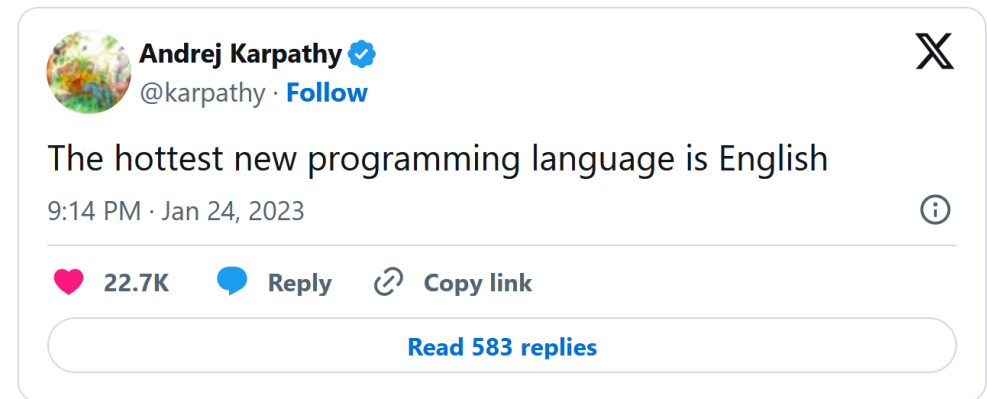 Andrej Karpathy
@karpathy · Follow
The hottest new programming language is English
9:14 PM · Jan 24, 2023
22.7K Reply Copy link
Read 583 replies